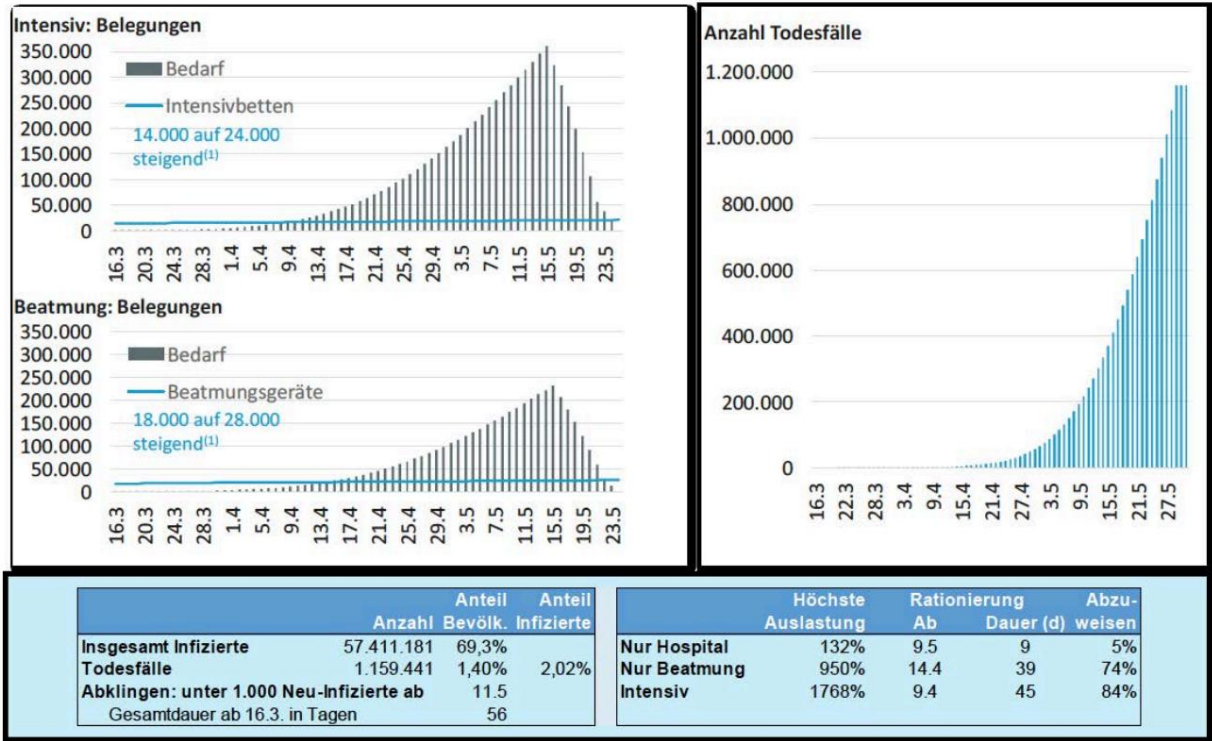 Intensiv: Belegungen
350.000
300.000
250.000
200.000
150.000
100.000
50.000
0
Bedarf
Intensivbetten
14.000 auf 24.000
steigend(1)
16.3 20.3 24.3 28.3 1.4 5.4 9.4 13.4 17.4 21.4 25.4 29.4 3.5 7.5 11.5 15.5 19.5 23.5
Beatmung: Belegungen
350.000
300.000
250.000
200.000
150.000
100.000
50.000
0
Bedarf
Beatmungsgeräte
18.000 auf 28.000
steigend(1)
16.3 20.3 24.3 28.3 1.4 5.4 9.4 13.4 17.4 21.4 25.4 29.4 3.5 7.5 11.5 15.5 19.5 23.5
Anzahl Todesfälle
1.200.000
1.000.000
800.000
600.000
400.000
200.000
0
16.3 22.3 28.3 3.4 9.4 15.4 21.4 27.4 3.5 9.5 15.5 21.5 27.5
Anteil Anteil
Anzahl Bevölk. Infizierte
Insgesamt Infizierte 57.411.181 69,3%
Todesfälle 1.159.441 1,40% 2,02%
Abklingen: unter 1.000 Neu-Infizierte ab 11.5
Gesamtdauer ab 16.3. in Tagen 56
Höchste Rationierung Abzu-
Auslastung Ab Dauer (d) weisen
Nur Hospital 132% 9.5 9 5%
Nur Beatmung 950% 14.4 39 74%
Intensiv 1768% 9.4 45 84%